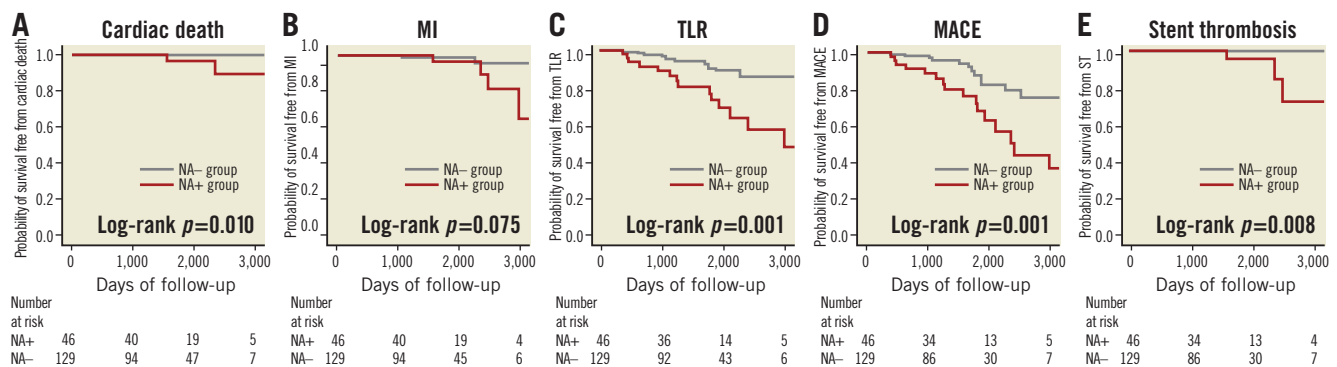 A Cardiac death
Probability of survival free from cardiac death
1.0
0.8
0.6
0.4
0.2
0.0
NA– group
NA+ group
Log-rank p=0.010
0 1,000 2,000 3,000
Days of follow-up
Number
at risk
NA+ 46 40 19 5
NA– 129 94 47 7
B MI
Probability of survival free from MI
1.0
0.8
0.6
0.4
0.2
0.0
NA– group
NA+ group
Log-rank p=0.075
0 1,000 2,000 3,000
Days of follow-up
Number
at risk
NA+ 46 40 19 4
NA– 129 94 45 6
C TLR
Probability of survival free from TLR
1.0
0.8
0.6
0.4
0.2
0.0
NA– group
NA+ group
Log-rank p=0.001
0 1,000 2,000 3,000
Days of follow-up
Number
at risk
NA+ 46 36 14 5
NA– 129 92 43 6
D MACE
Probability of survival free from MACE
1.0
0.8
0.6
0.4
0.2
0.0
NA– group
NA+ group
Log-rank p=0.001
0 1,000 2,000 3,000
Days of follow-up
Number
at risk
NA+ 46 34 13 5
NA– 129 86 30 7
E Stent thrombosis
Probability of survival free from ST
1.0
0.8
0.6
0.4
0.2
0.0
NA– group
NA+ group
Log-rank p=0.008
0 1,000 2,000 3,000
Days of follow-up
Number
at risk
NA+ 46 34 13 4
NA– 129 86 30 7